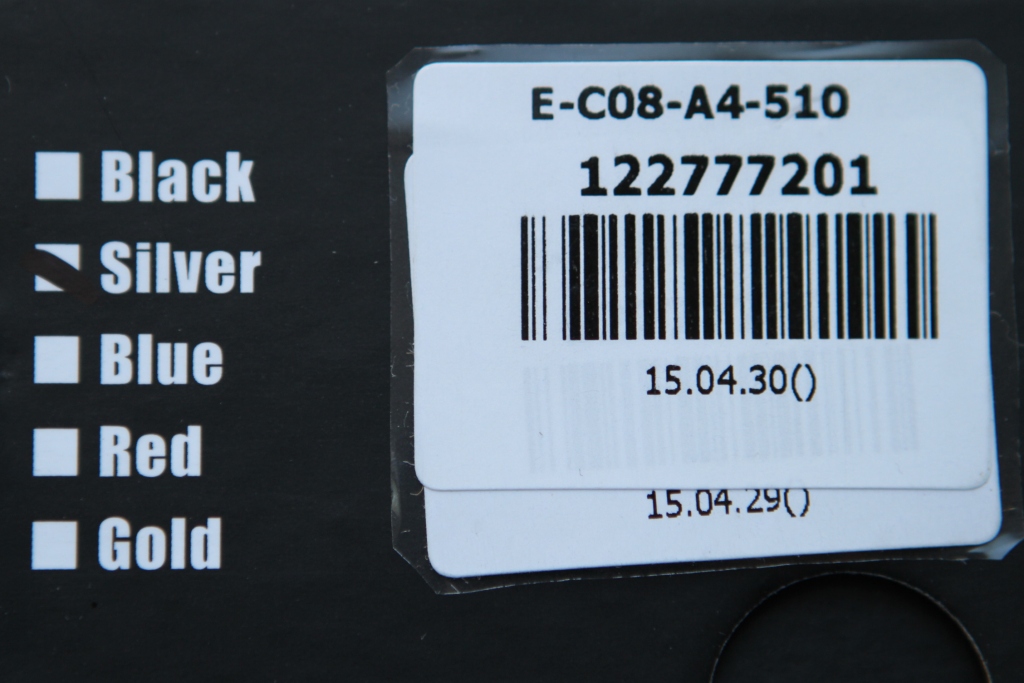 Black
Silver
Blue
Red
Gold
E-C08-A4-510
122777201
15.04.30()
15.04.29()